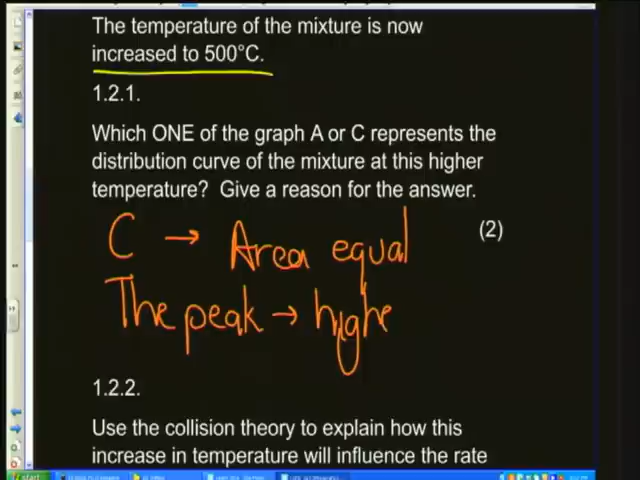 The temperature of the mixture is now
increased to 500°C.
1.2.1.
Which ONE of the graph A or C represents the
distribution curve of the mixture at this higher
temperature? Give a reason for the answer.
(2)
C → Area equal
The peak → highe
1.2.2.
Use the collision theory to explain how this
increase in temperature will influence the rate
start